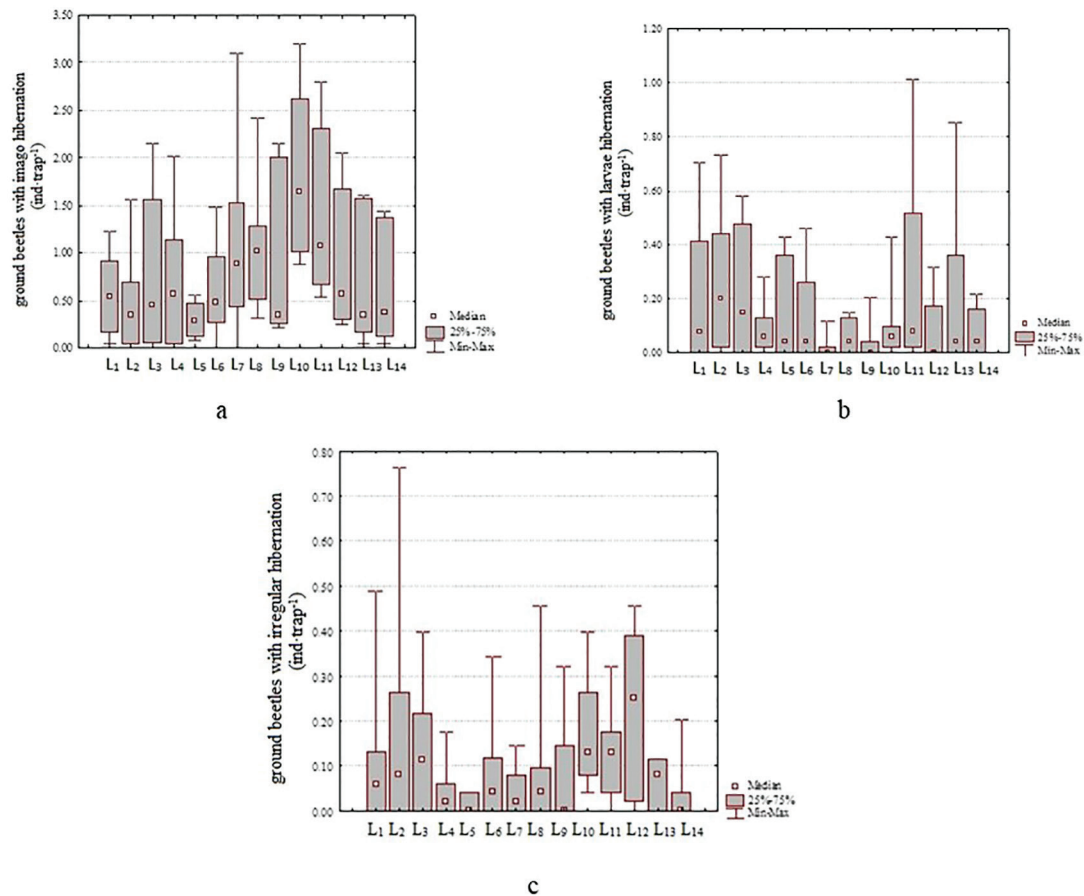 ground beetles with imago hibernation
(ind·trap⁻¹)
3.50
3.00
2.50
2.00
1.50
1.00
0.50
0.00
L₁ L₂ L₃ L₄ L₅ L₆ L₇ L₈ L₉ L₁₀ L₁₁ L₁₂ L₁₃ L₁₄
Median
25%-75%
Min-Max
a
ground beetles with larvae hibernation
(ind·trap⁻¹)
1.20
1.00
0.80
0.60
0.40
0.20
0.00
L₁ L₂ L₃ L₄ L₅ L₆ L₇ L₈ L₉ L₁₀ L₁₁ L₁₂ L₁₃ L₁₄
Median
25%-75%
Min-Max
b
ground beetles with irregular hibernation
(ind·trap⁻¹)
0.80
0.70
0.60
0.50
0.40
0.30
0.20
0.10
0.00
L₁ L₂ L₃ L₄ L₅ L₆ L₇ L₈ L₉ L₁₀ L₁₁ L₁₂ L₁₃ L₁₄
Median
25%-75%
Min-Max
c